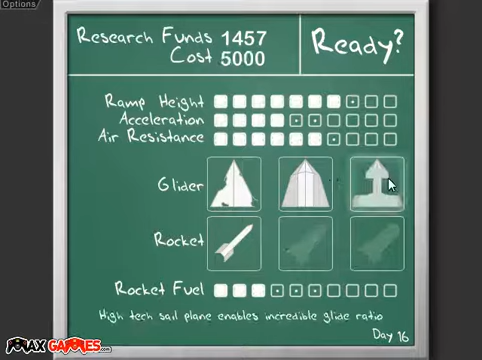 Options
Research Funds 1457
Cost 5000
Ready?
Ramp Height
Acceleration
Air Resistance
Glider
Rocket
Rocket Fuel
High tech sail plane enables incredible glide ratio
Day 16
MAXGAMES.com